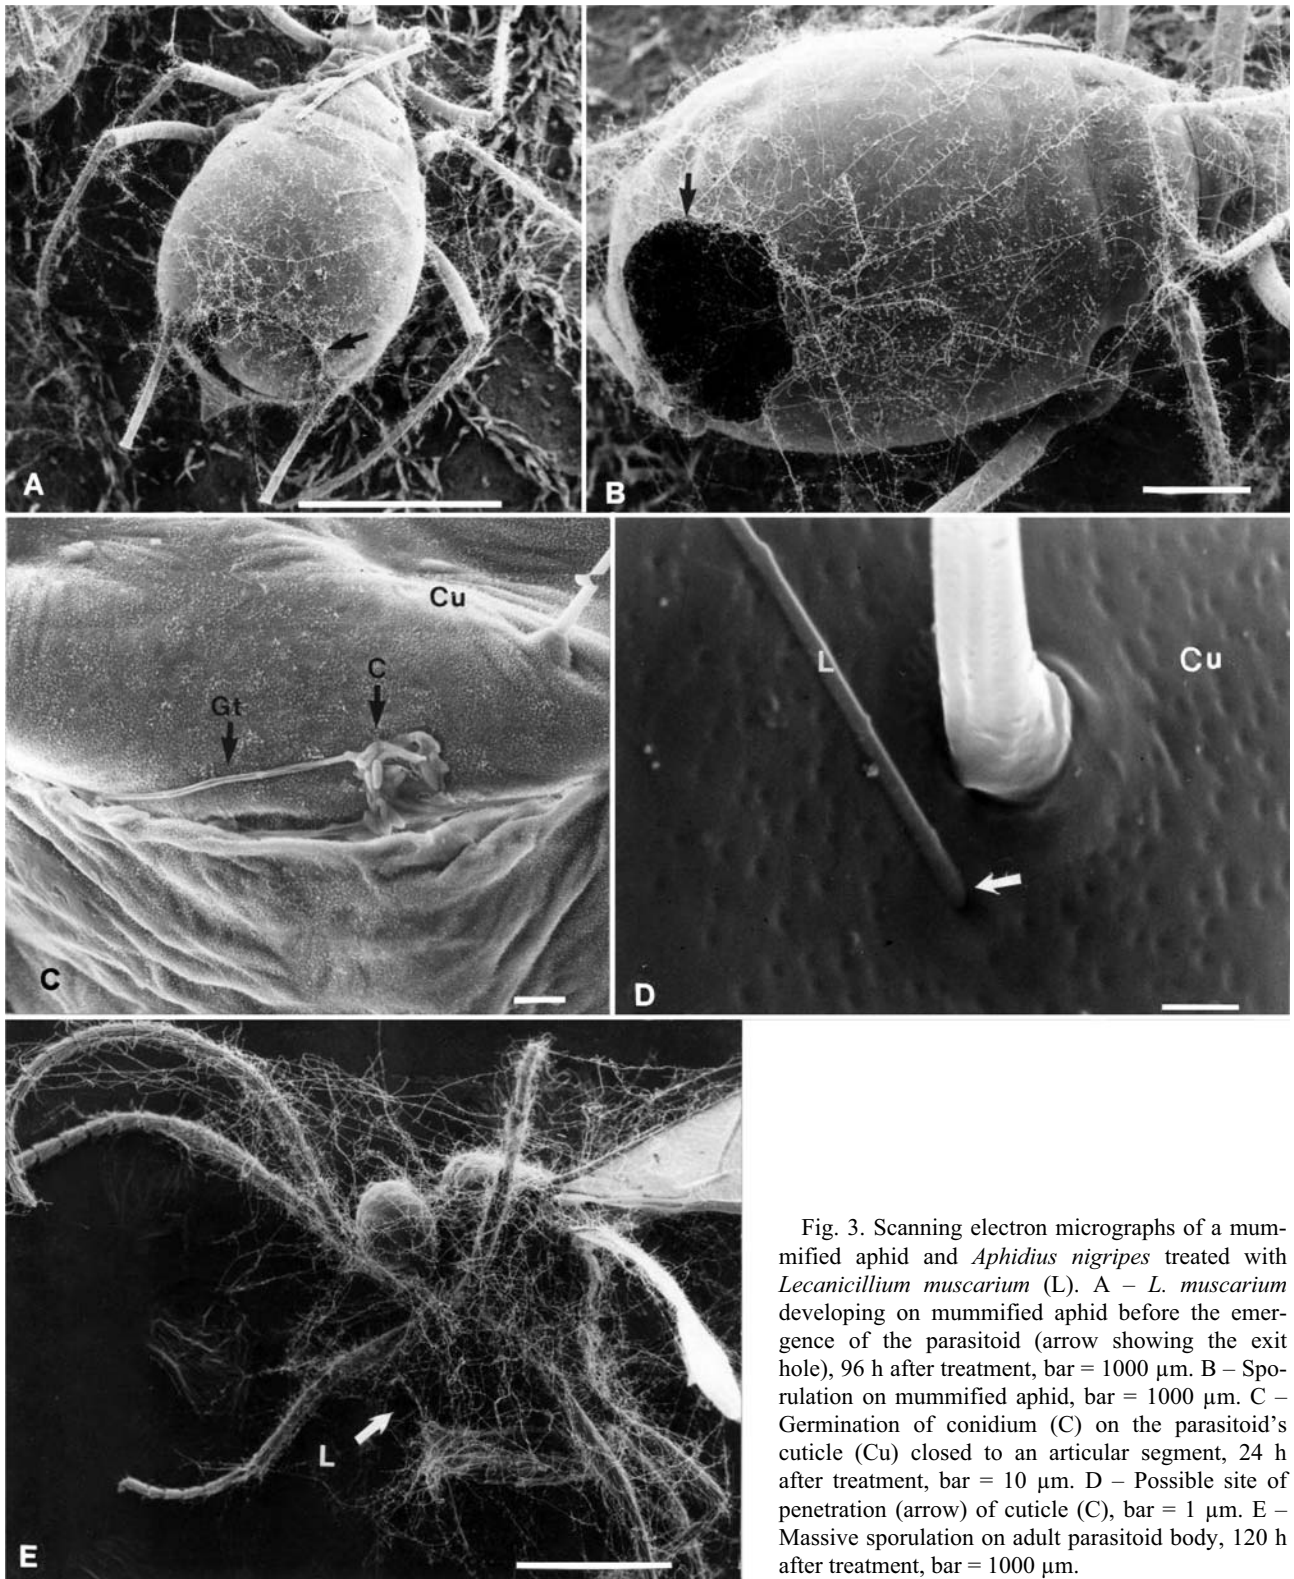 A
B
Cu
C
Gt
C
L
Cu
D
L
E
Fig. 3. Scanning electron micrographs of a mum-
mified aphid and Aphidius nigripes treated with
Lecanicillium muscarium (L). A – L. muscarium
developing on mummified aphid before the emer-
gence of the parasitoid (arrow showing the exit
hole), 96 h after treatment, bar = 1000 µm. B – Spo-
rulation on mummified aphid, bar = 1000 µm. C –
Germination of conidium (C) on the parasitoid’s
cuticle (Cu) closed to an articular segment, 24 h
after treatment, bar = 10 µm. D – Possible site of
penetration (arrow) of cuticle (C), bar = 1 µm. E –
Massive sporulation on adult parasitoid body, 120 h
after treatment, bar = 1000 µm.